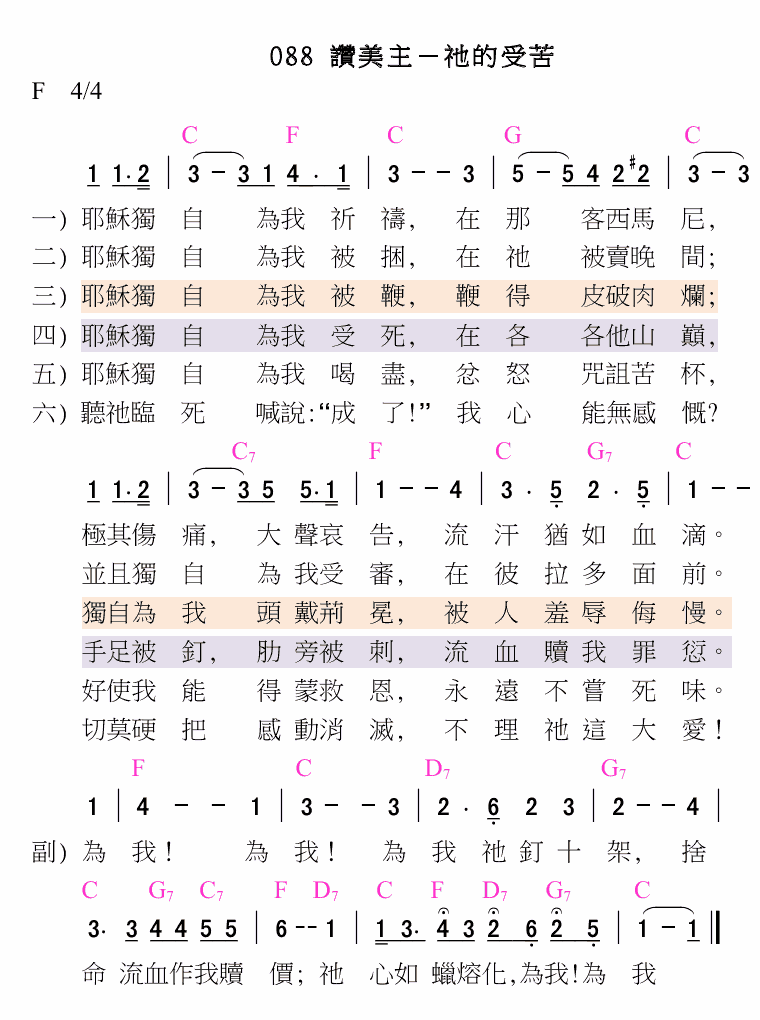 088 讚美主－祂的受苦
F 4/4
C F C G C
1 1·2 | 3 - 3 1 4 · 1 | 3 - - 3 | 5 - 5 4 2 #2 | 3 - 3
一) 耶穌獨 自 為我 祈 禱， 在 那 客西馬 尼，
二) 耶穌獨 自 為我 被 捆， 在 祂 被賣晚 間；
三) 耶穌獨 自 為我 被 鞭， 鞭 得 皮破肉 爛；
四) 耶穌獨 自 為我 受 死， 在 各 各他山 巔，
五) 耶穌獨 自 為我 喝 盡， 忿 怒 咒詛苦 杯，
六) 聽祂臨 死 喊說：“成 了！” 我 心 能無感 慨？
C7 F C G7 C
1 1·2 | 3 - 3 5 5·1 | 1 - - 4 | 3 · 5 2 · 5 | 1 - -
極其傷 痛， 大 聲哀 告， 流 汗 猶 如 血 滴。
並且獨 自 為 我受 審， 在 彼 拉 多 面 前。
獨自為 我 頭 戴荊 冕， 被 人 羞 辱 侮 慢。
手足被 釘， 肋 旁被 刺， 流 血 贖 我 罪 愆。
好使我 能 得 蒙救 恩， 永 遠 不 嘗 死 味。
切莫硬 把 感 動消 滅， 不 理 祂 這 大 愛！
F C D7 G7
1 | 4 - - 1 | 3 - - 3 | 2 · 6 2 3 | 2 - - 4 |
副) 為 我！ 為 我！ 為 我 祂 釘 十 架， 捨
C G7 C7 F D7 C F D7 G7 C
3· 3 4 4 5 5 | 6 -- 1 | 1 3· 4 3 2 6 2 5 | 1 - 1
命 流血作我贖 價； 祂 心如 蠟熔化，為我！為 我